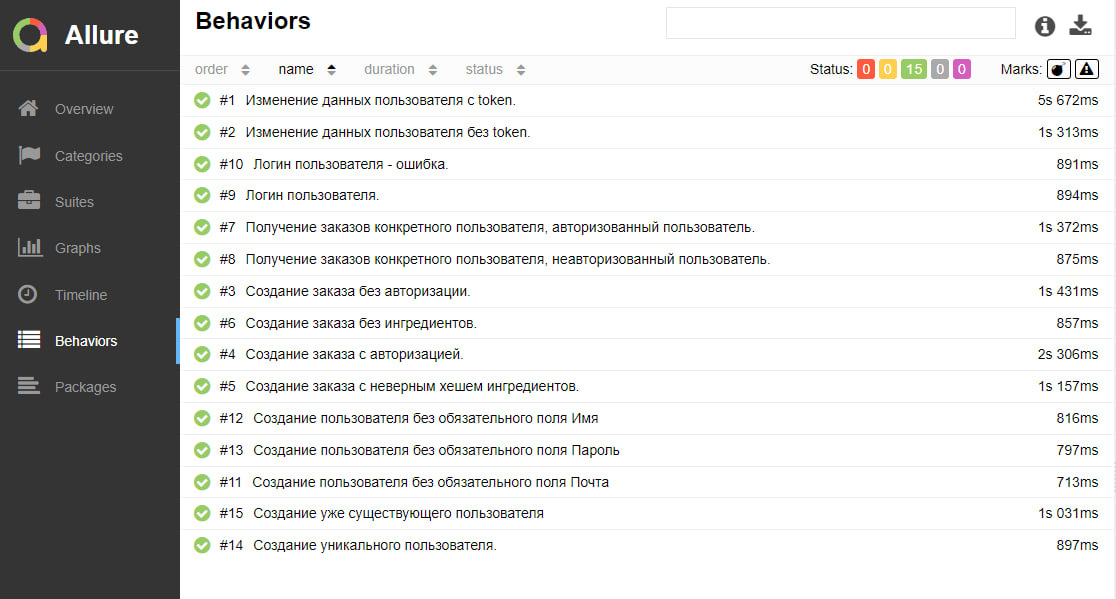 Allure
Behaviors
order name duration status Status: 0 0 15 0 0 Marks:
Overview
Categories
Suites
Graphs
Timeline
Behaviors
Packages
#1 Изменение данных пользователя с token. 5s 672ms
#2 Изменение данных пользователя без token. 1s 313ms
#10 Логин пользователя - ошибка. 891ms
#9 Логин пользователя. 894ms
#7 Получение заказов конкретного пользователя, авторизованный пользователь. 1s 372ms
#8 Получение заказов конкретного пользователя, неавторизованный пользователь. 875ms
#3 Создание заказа без авторизации. 1s 431ms
#6 Создание заказа без ингредиентов. 857ms
#4 Создание заказа с авторизацией. 2s 306ms
#5 Создание заказа с неверным хешем ингредиентов. 1s 157ms
#12 Создание пользователя без обязательного поля Имя 816ms
#13 Создание пользователя без обязательного поля Пароль 797ms
#11 Создание пользователя без обязательного поля Почта 713ms
#15 Создание уже существующего пользователя 1s 031ms
#14 Создание уникального пользователя. 897ms